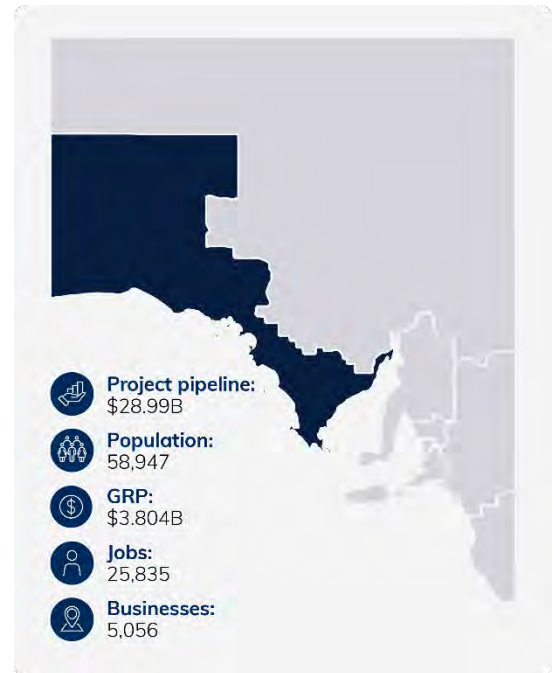 Project pipeline:
$28.99B
Population:
58,947
GRP:
$3.804B
Jobs:
25,835
Businesses:
5,056